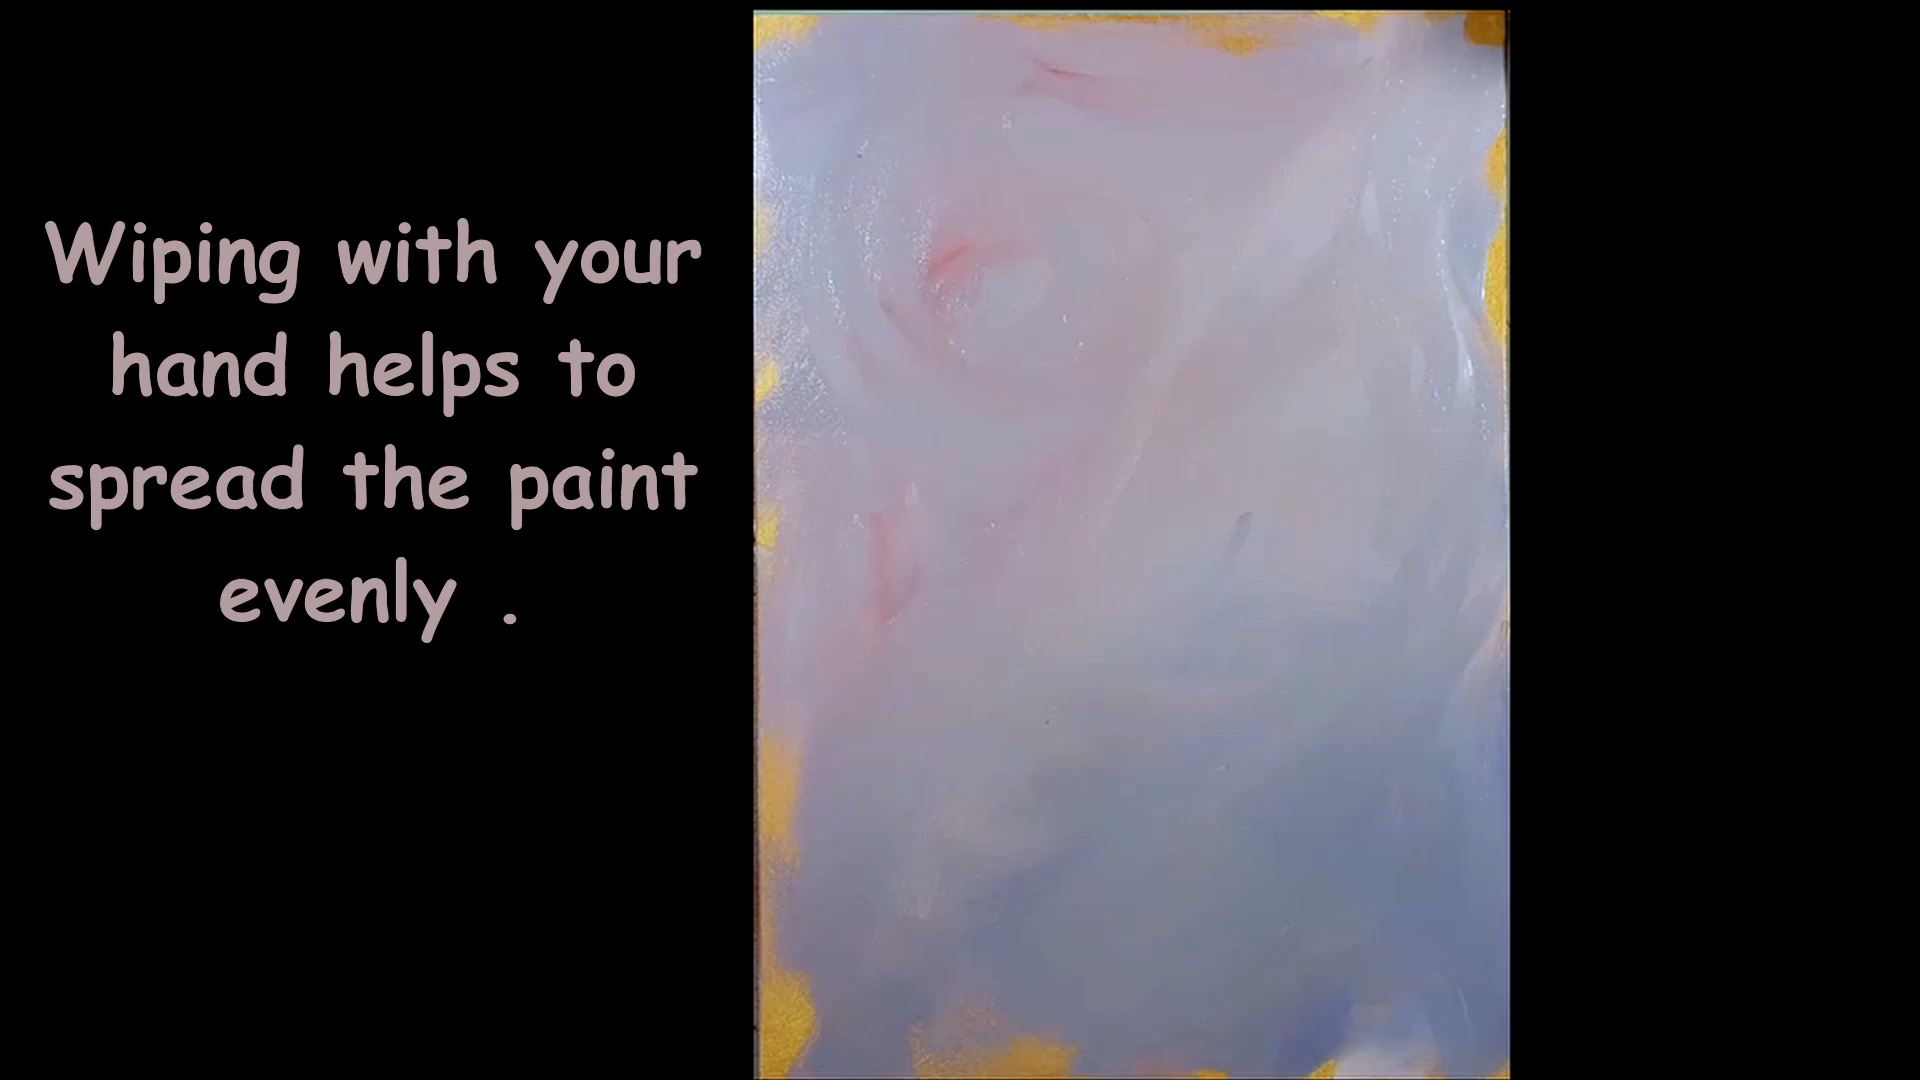 Wiping with your
hand helps to
spread the paint
evenly .